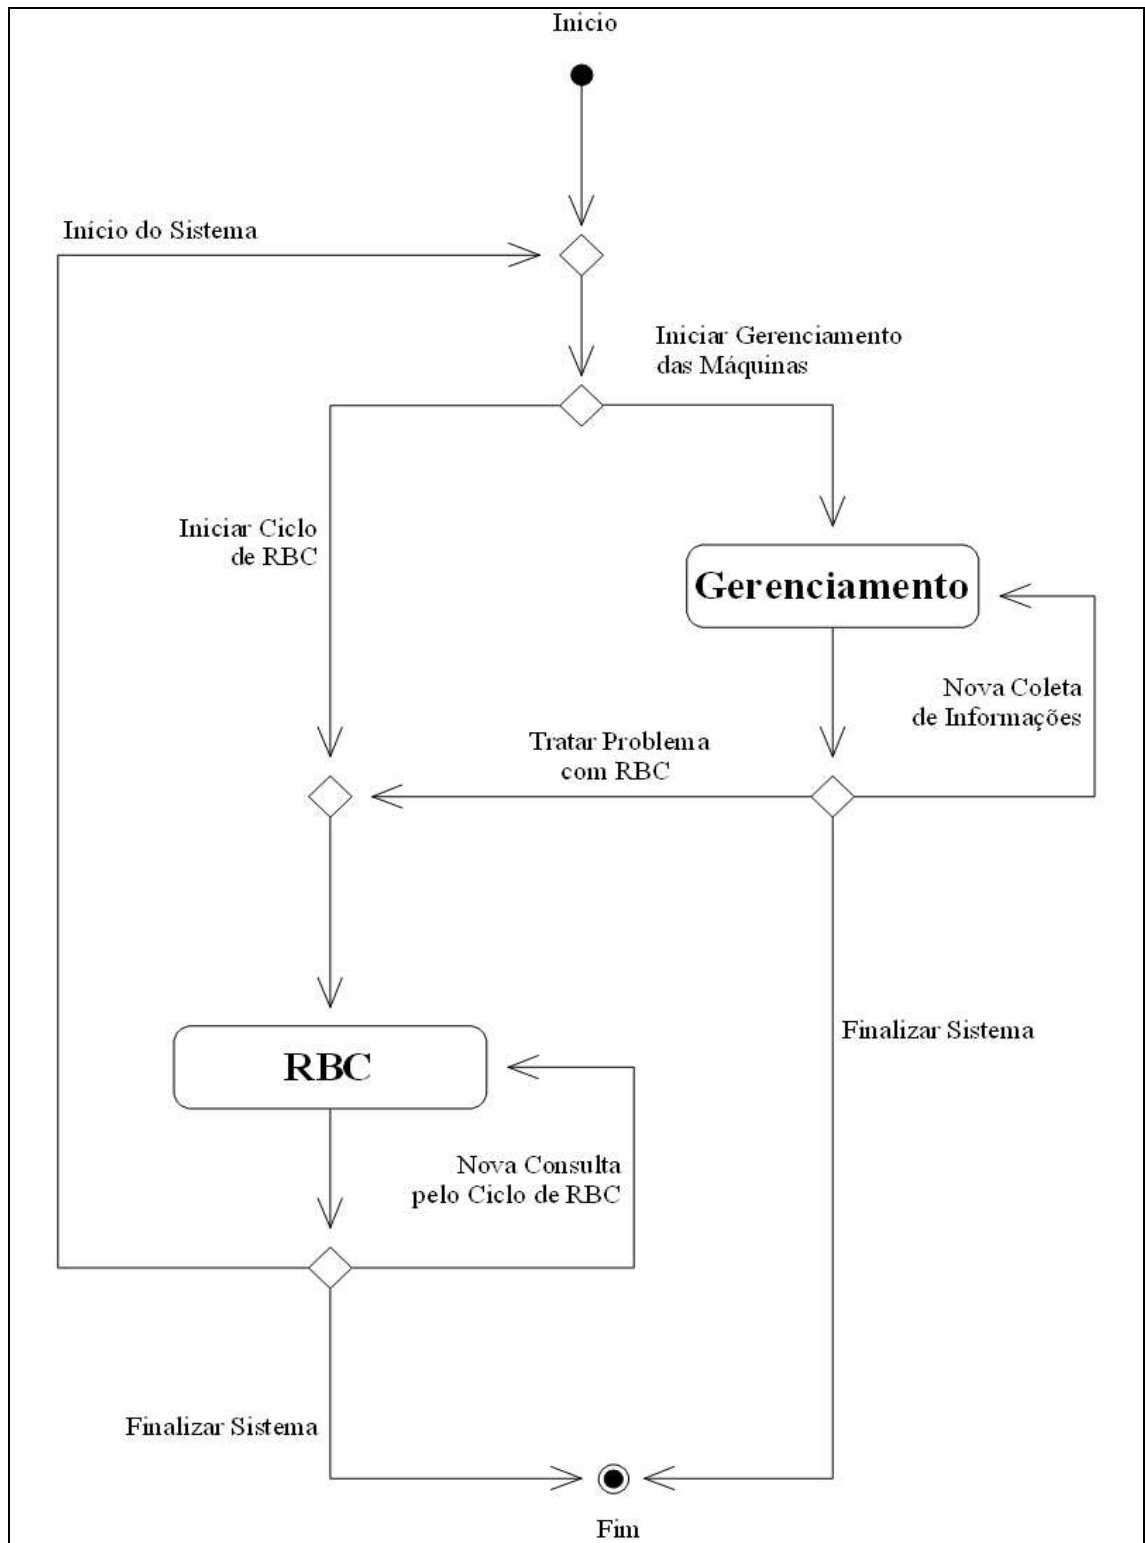 Inicio
Início do Sistema
Iniciar Gerenciamento
das Máquinas
Iniciar Ciclo
de RBC
Gerenciamento
Nova Coleta
de Informações
Tratar Problema
com RBC
Finalizar Sistema
RBC
Nova Consulta
pelo Ciclo de RBC
Finalizar Sistema
Fim